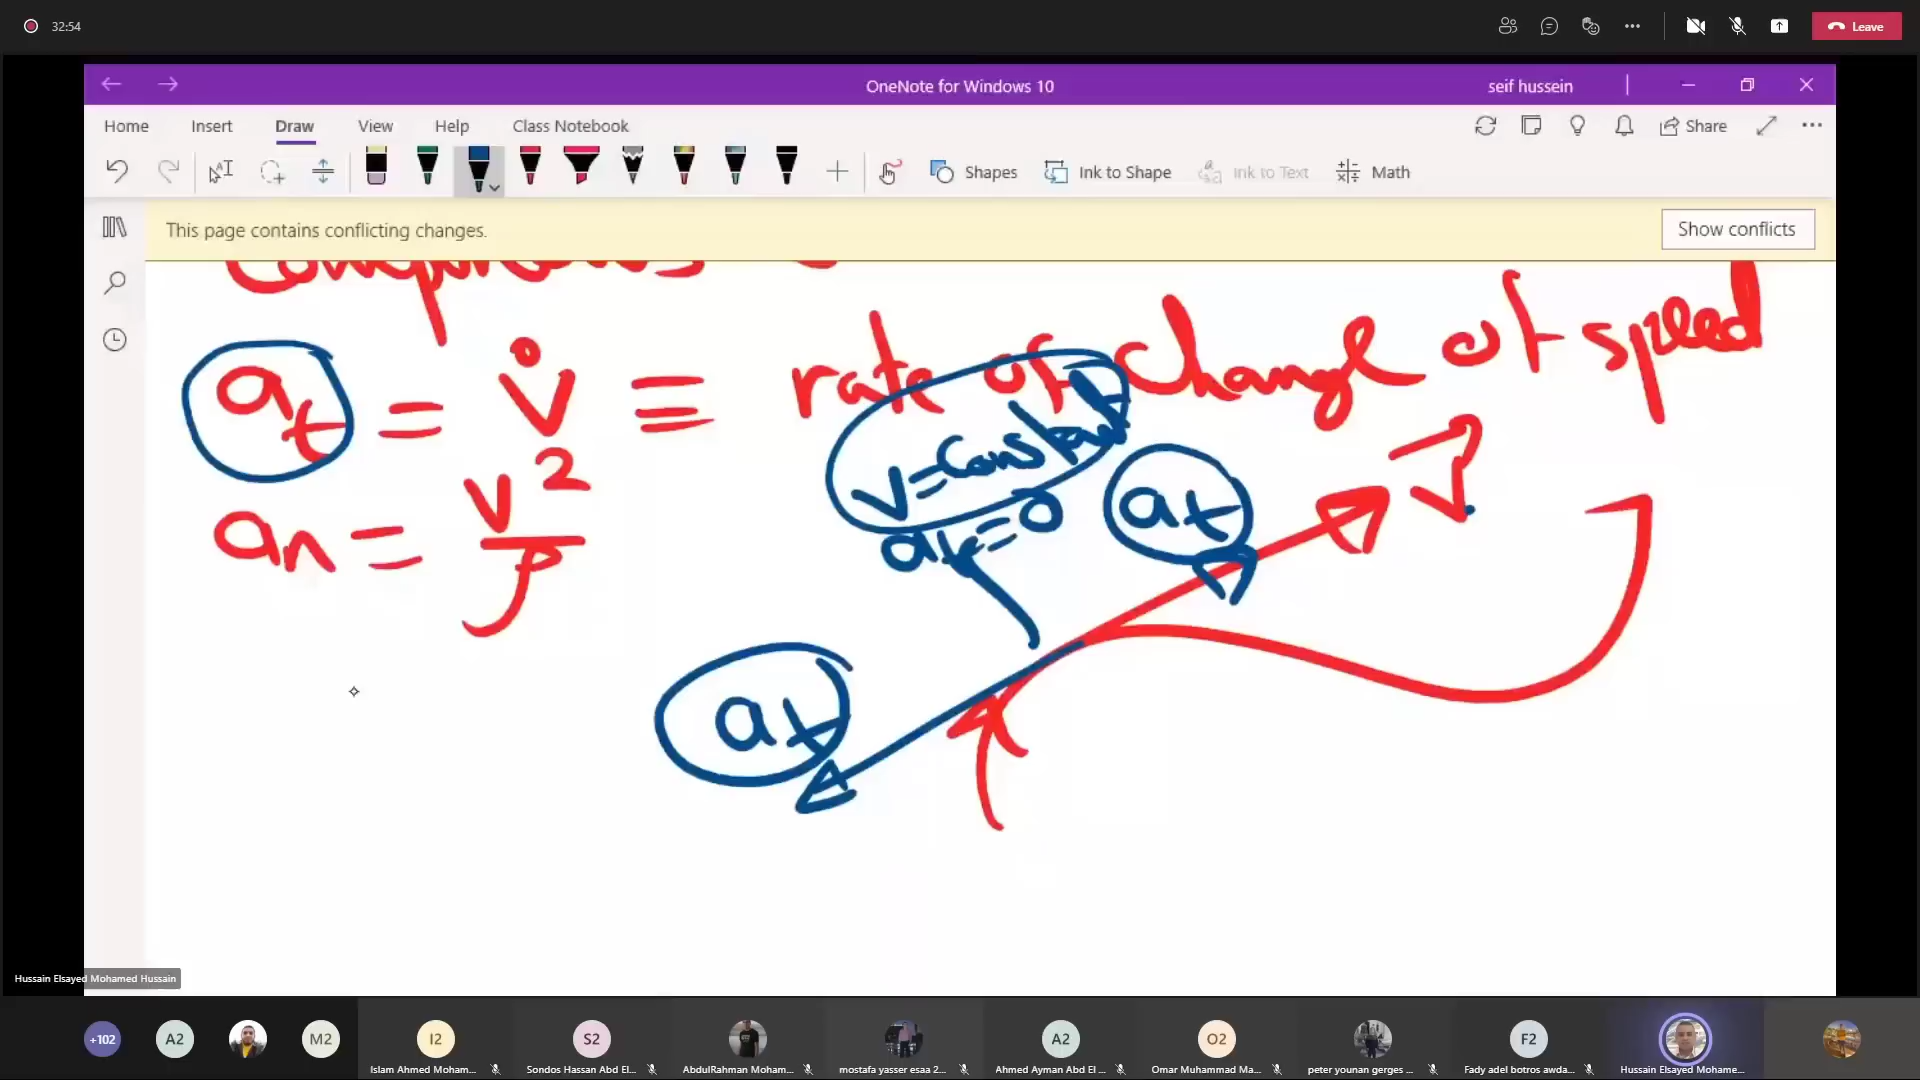 32:54
Leave
OneNote for Windows 10
seif hussein
Home Insert Draw View Help Class Notebook
Share
Shapes Ink to Shape Ink to Text Math
This page contains conflicting changes.
Show conflicts
at = v̇ ≡ rate of change of speed
v = Constant
at = 0
at
v⃗
an = v²/ρ
at
Hussain Elsayed Mohamed Hussain
+102 A2 M2 I2 S2 A2 O2 F2
Islam Ahmed Moham... Sondos Hassan Abd El... AbdulRahman Moham... mostafa yasser esaa 2... Ahmed Ayman Abd El ... Omar Muhammad Ma... peter younan gerges ... Fady adel botros awda... Hussain Elsayed Mohame...